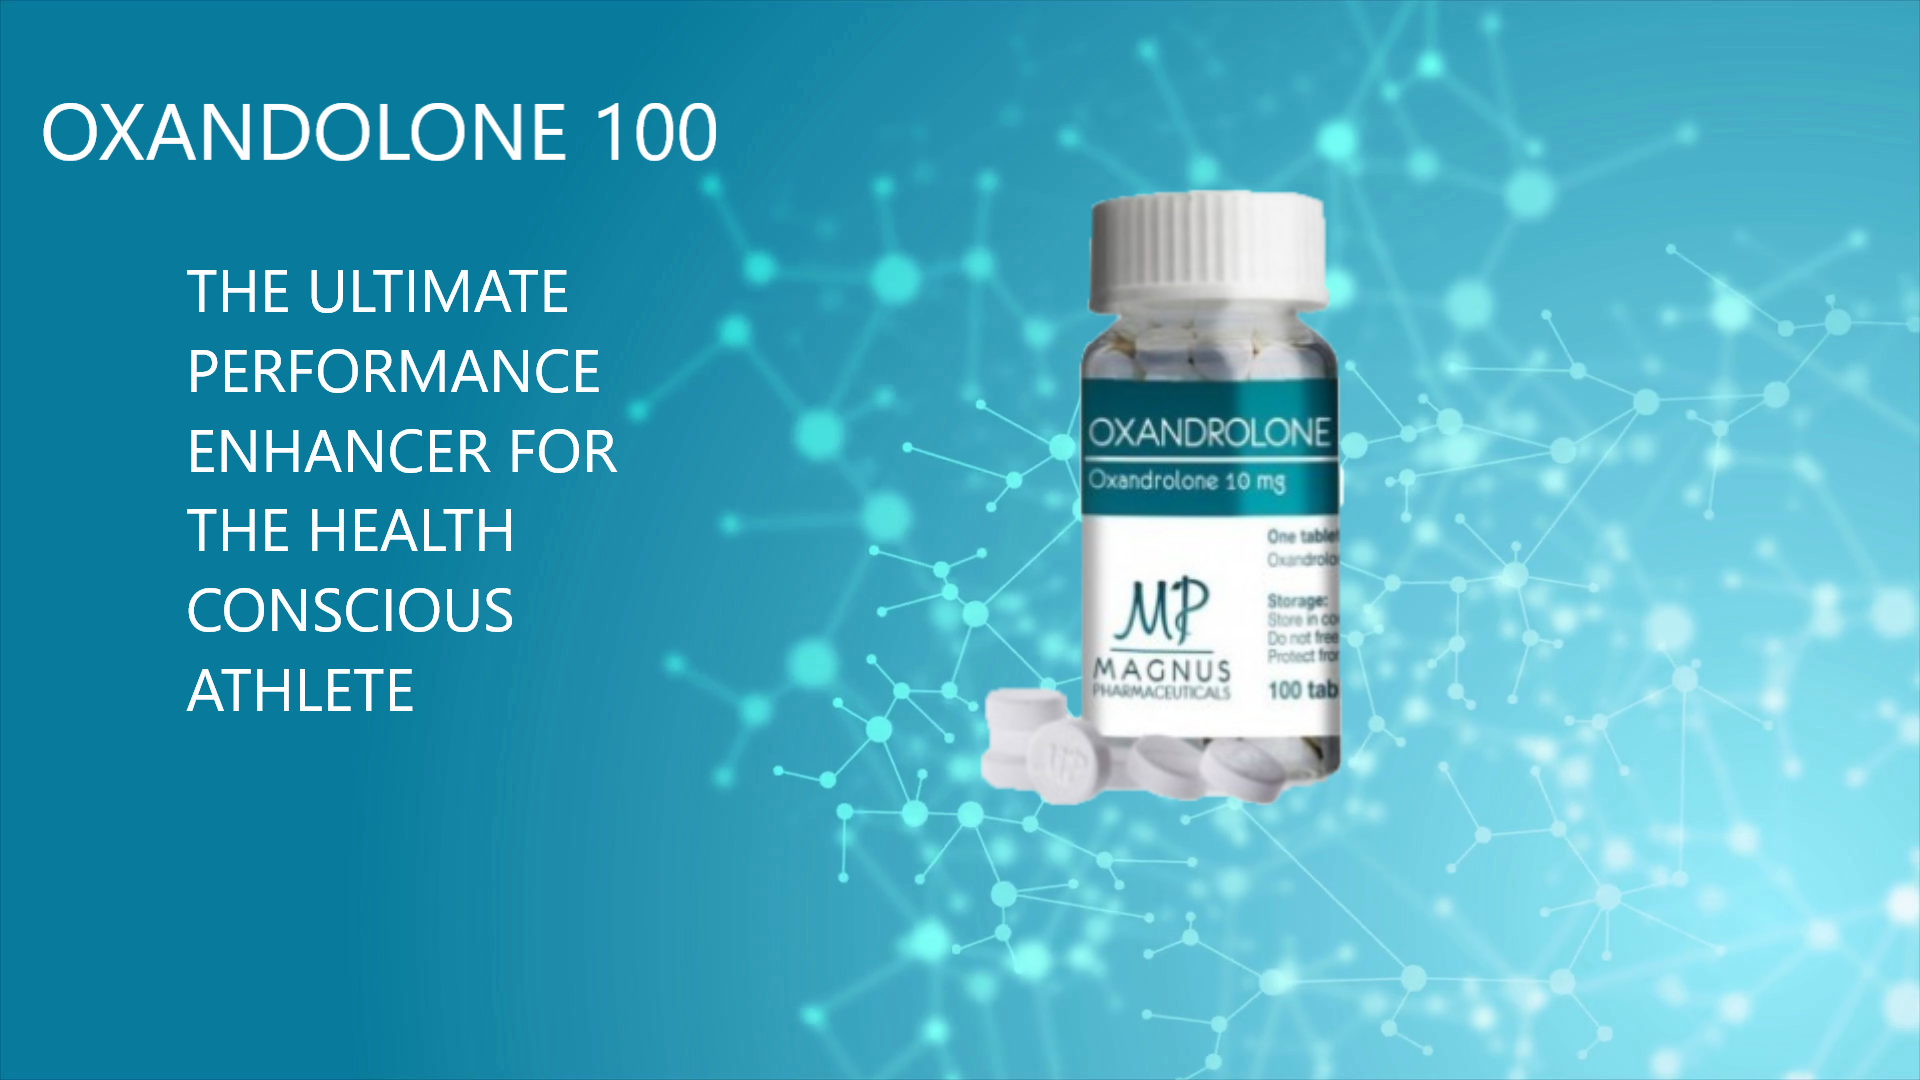 OXANDOLONE 100
THE ULTIMATE
PERFORMANCE
ENHANCER FOR
THE HEALTH
CONSCIOUS
ATHLETE
OXANDROLONE
Oxandrolone 10 mg
One tablet
Oxandrolo
Storage:
Store in co
Do not free
Protect fro
100 tab
MP
MAGNUS
PHARMACEUTICALS